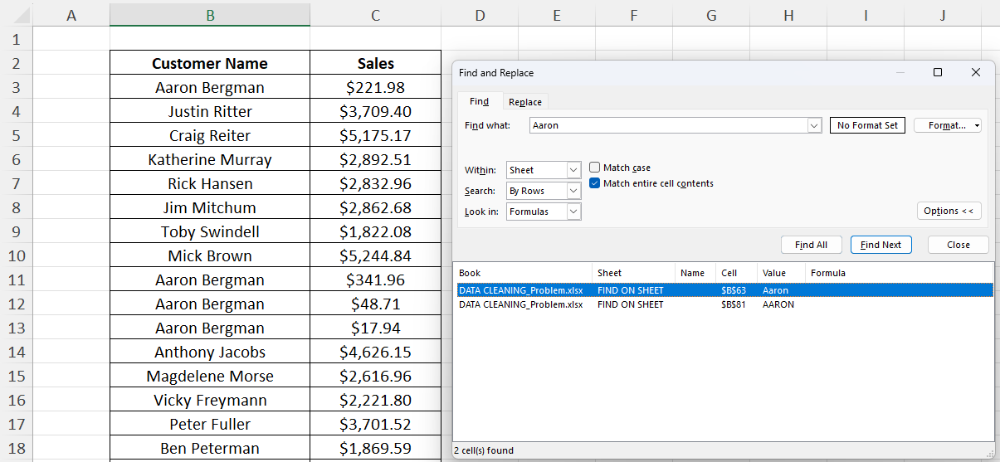 A B C D E F G H I J
1
2 Customer Name Sales
3 Aaron Bergman $221.98
4 Justin Ritter $3,709.40
5 Craig Reiter $5,175.17
6 Katherine Murray $2,892.51
7 Rick Hansen $2,832.96
8 Jim Mitchum $2,862.68
9 Toby Swindell $1,822.08
10 Mick Brown $5,244.84
11 Aaron Bergman $341.96
12 Aaron Bergman $48.71
13 Aaron Bergman $17.94
14 Anthony Jacobs $4,626.15
15 Magdelene Morse $2,616.96
16 Vicky Freymann $2,221.80
17 Peter Fuller $3,701.52
18 Ben Peterman $1,869.59
Find and Replace
Find Replace
Find what: Aaron No Format Set Format...
Within: Sheet Match case
Search: By Rows Match entire cell contents
Look in: Formulas Options <<
Find All Find Next Close
Book Sheet Name Cell Value Formula
DATA CLEANING_Problem.xlsx FIND ON SHEET $B$63 Aaron
DATA CLEANING_Problem.xlsx FIND ON SHEET $B$81 AARON
2 cell(s) found